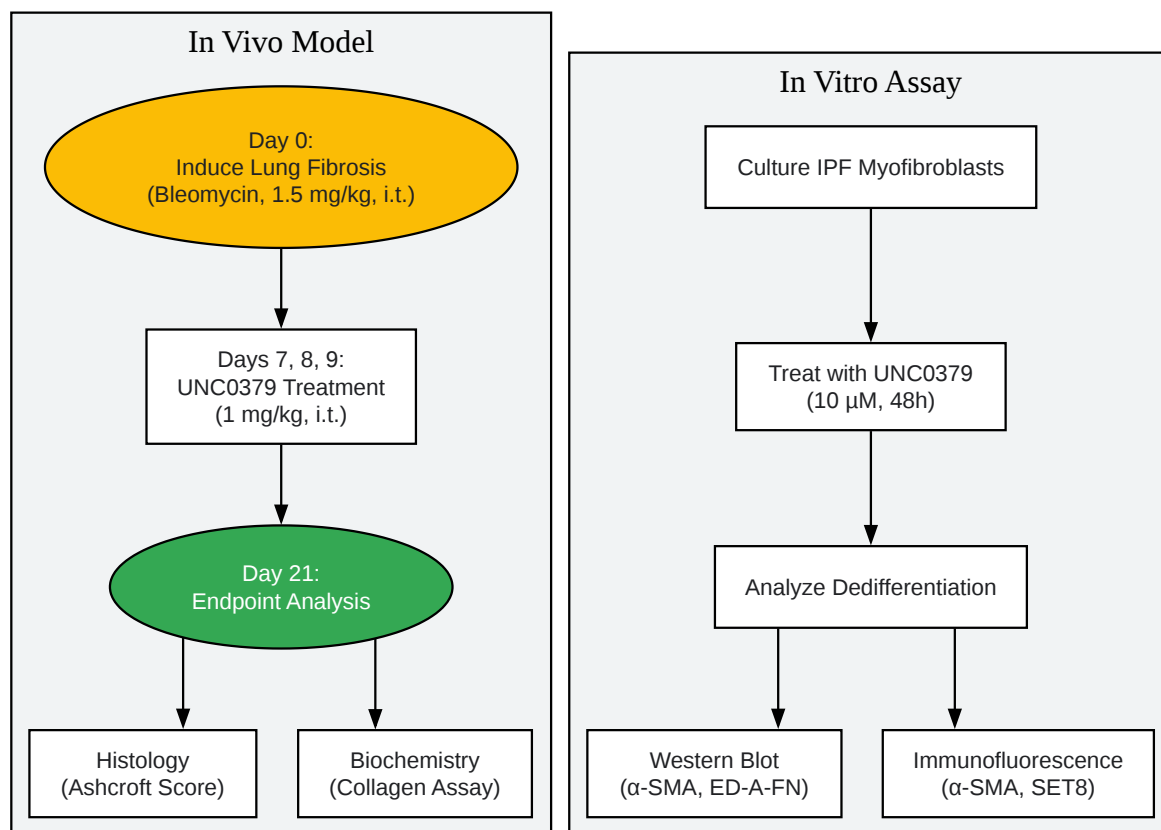 In Vivo Model
Day 0:
Induce Lung Fibrosis
(Bleomycin, 1.5 mg/kg, i.t.)
Days 7, 8, 9:
UNC0379 Treatment
(1 mg/kg, i.t.)
Day 21:
Endpoint Analysis
Histology
(Ashcroft Score)
Biochemistry
(Collagen Assay)
In Vitro Assay
Culture IPF Myofibroblasts
Treat with UNC0379
(10 µM, 48h)
Analyze Dedifferentiation
Western Blot
(α-SMA, ED-A-FN)
Immunofluorescence
(α-SMA, SET8)